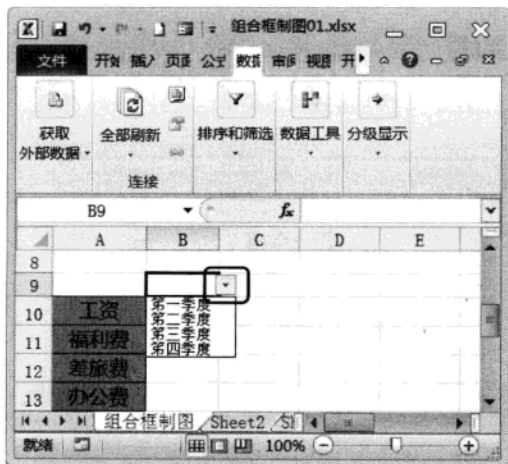 组合框制图01.xlsx
文件 开始 插入 页面 公式 数据 审阅 视图 开
获取
外部数据 全部刷新 排序和筛选 数据工具 分级显示
连接
B9 fx
A B C D E
8
9
10 工资 第一季度
第二季度
11 福利费 第三季度
第四季度
12 差旅费
13 办公费
组合框制图 Sheet2
就绪 100%